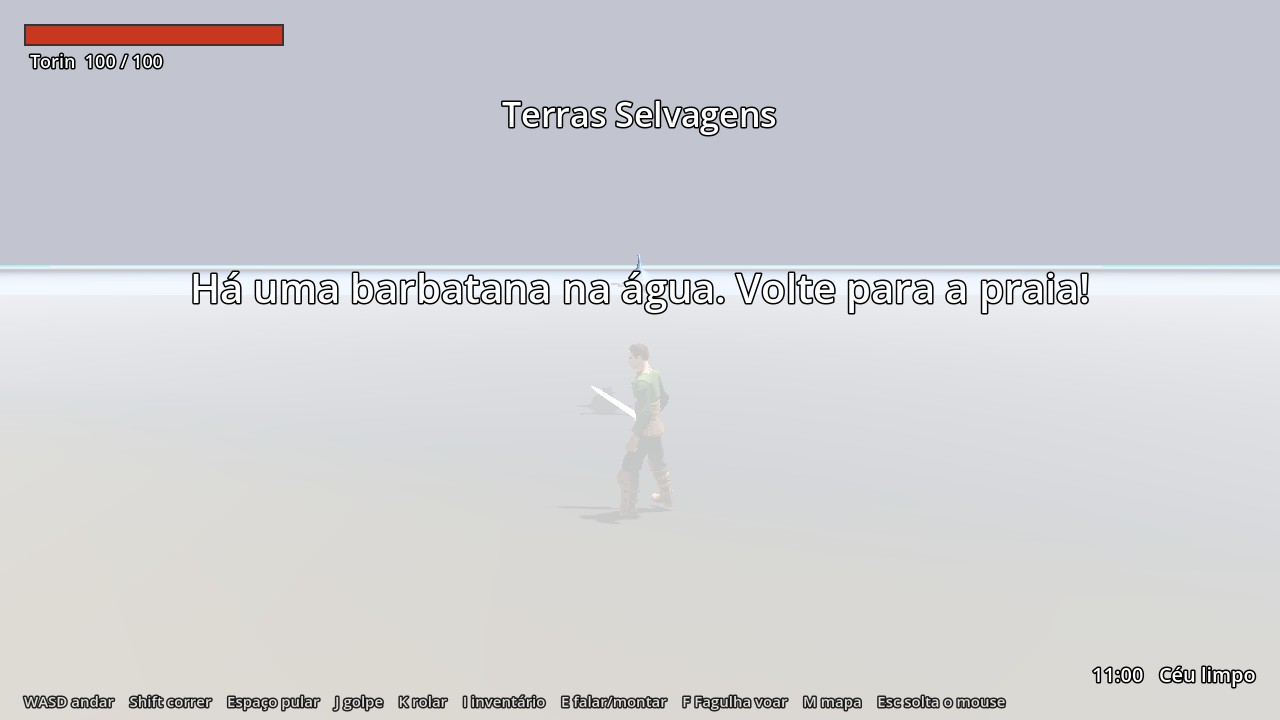 Torin 100 / 100
Terras Selvagens
Há uma barbatana na água. Volte para a praia!
11:00 Céu limpo
WASD andar Shift correr Espaço pular J golpe K rolar I inventário E falar/montar F Fagulha voar M mapa Esc solta o mouse